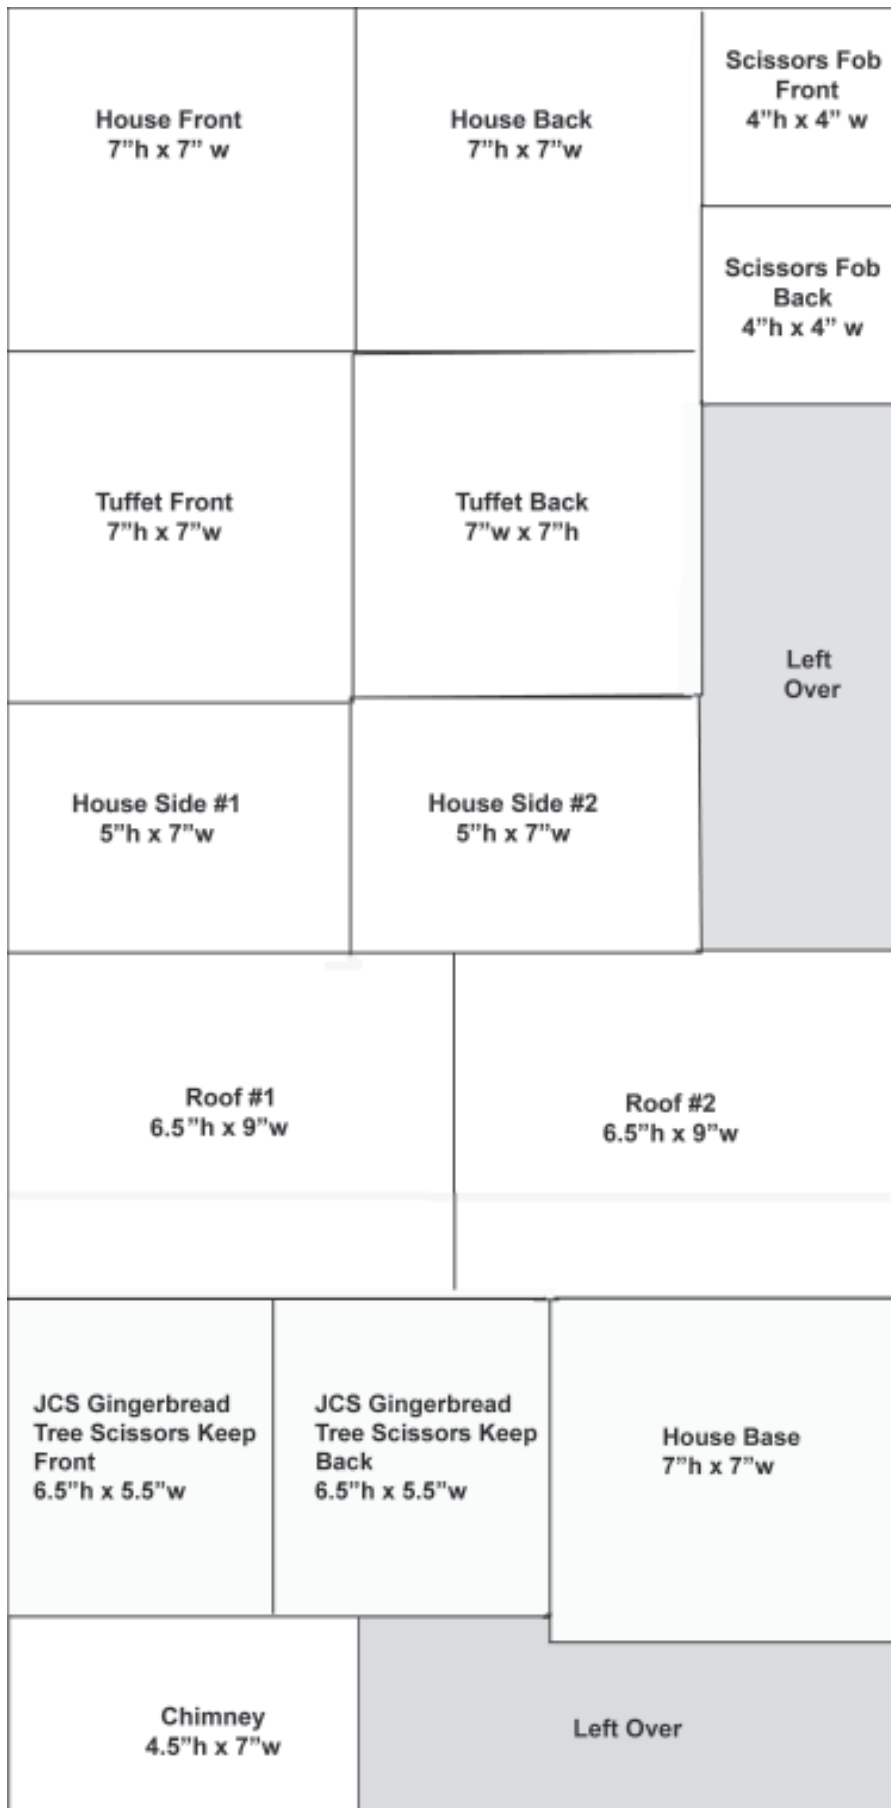 House Front
7”h x 7” w
House Back
7”h x 7”w
Scissors Fob
Front
4”h x 4” w
Scissors Fob
Back
4”h x 4” w
Tuffet Front
7”h x 7”w
Tuffet Back
7”w x 7”h
Left
Over
House Side #1
5”h x 7”w
House Side #2
5”h x 7”w
Roof #1
6.5”h x 9”w
Roof #2
6.5”h x 9”w
JCS Gingerbread
Tree Scissors Keep
Front
6.5”h x 5.5”w
JCS Gingerbread
Tree Scissors Keep
Back
6.5”h x 5.5”w
House Base
7”h x 7”w
Chimney
4.5”h x 7”w
Left Over